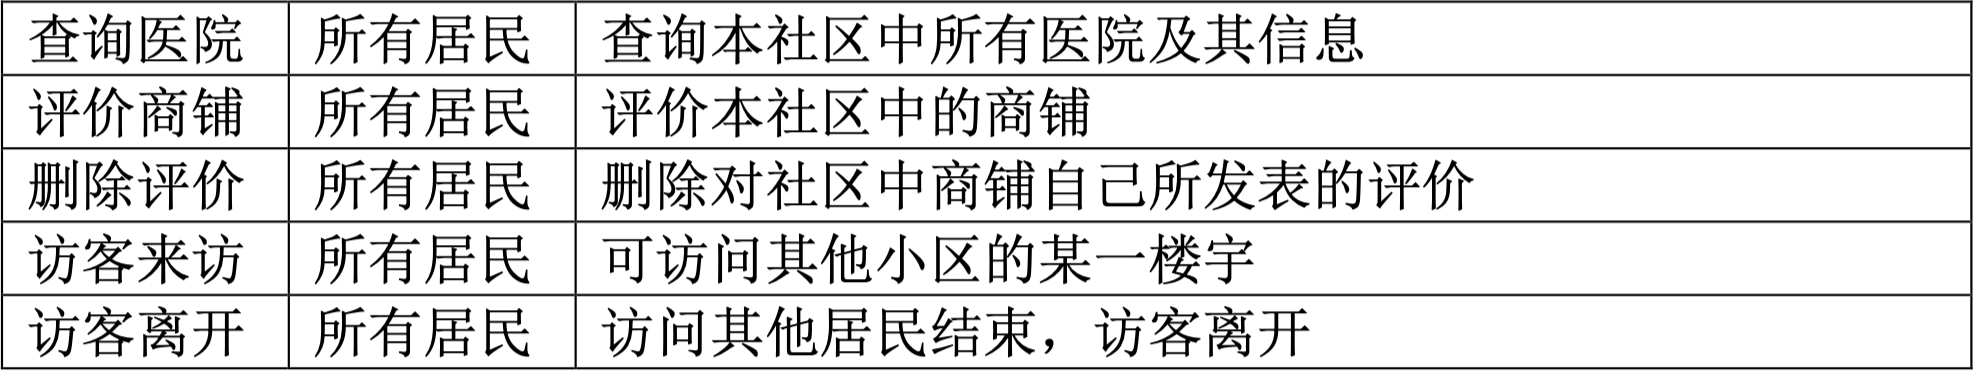 查询医院 所有居民 查询本社区中所有医院及其信息
评价商铺 所有居民 评价本社区中的商铺
删除评价 所有居民 删除对社区中商铺自己所发表的评价
访客来访 所有居民 可访问其他小区的某一楼宇
访客离开 所有居民 访问其他居民结束，访客离开